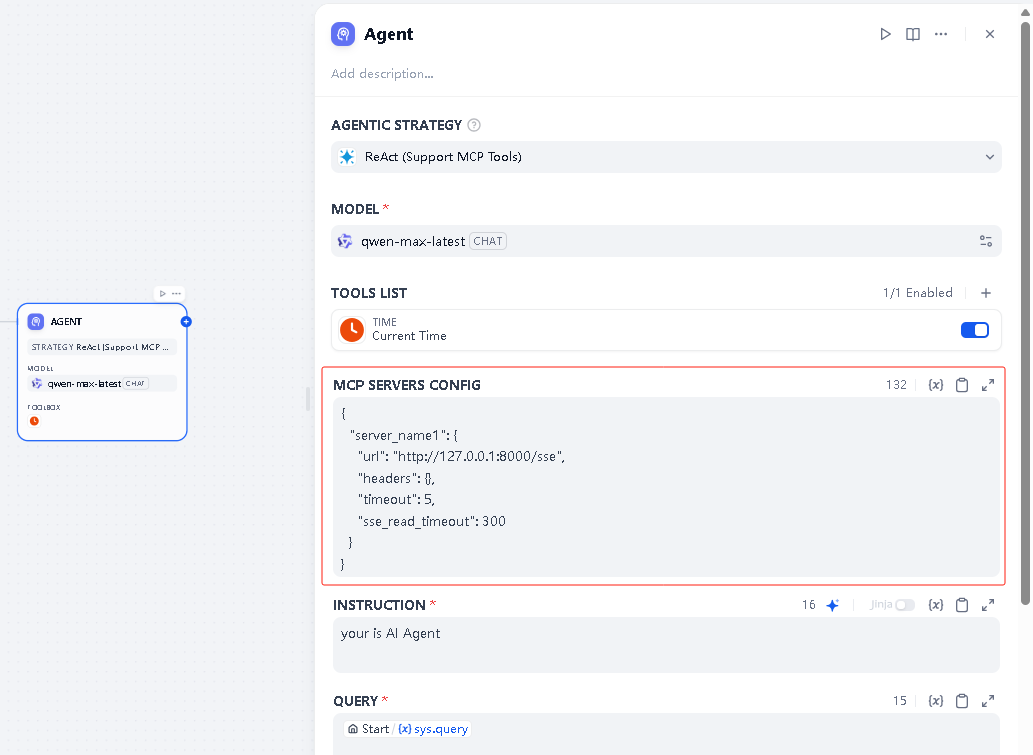 Agent
Add description...
AGENTIC STRATEGY
ReAct (Support MCP Tools)
MODEL *
qwen-max-latest CHAT
TOOLS LIST 1/1 Enabled
TIME
Current Time
MCP SERVERS CONFIG 132 {x}
{
"server_name1": {
"url": "http://127.0.0.1:8000/sse",
"headers": {},
"timeout": 5,
"sse_read_timeout": 300
}
}
INSTRUCTION * 16 Jinja {x}
your is AI Agent
QUERY * 15 {x}
Start / {x} sys.query
AGENT
STRATEGY ReAct (Support MCP ...
MODEL
qwen-max-latest CHAT
TOOLBOX